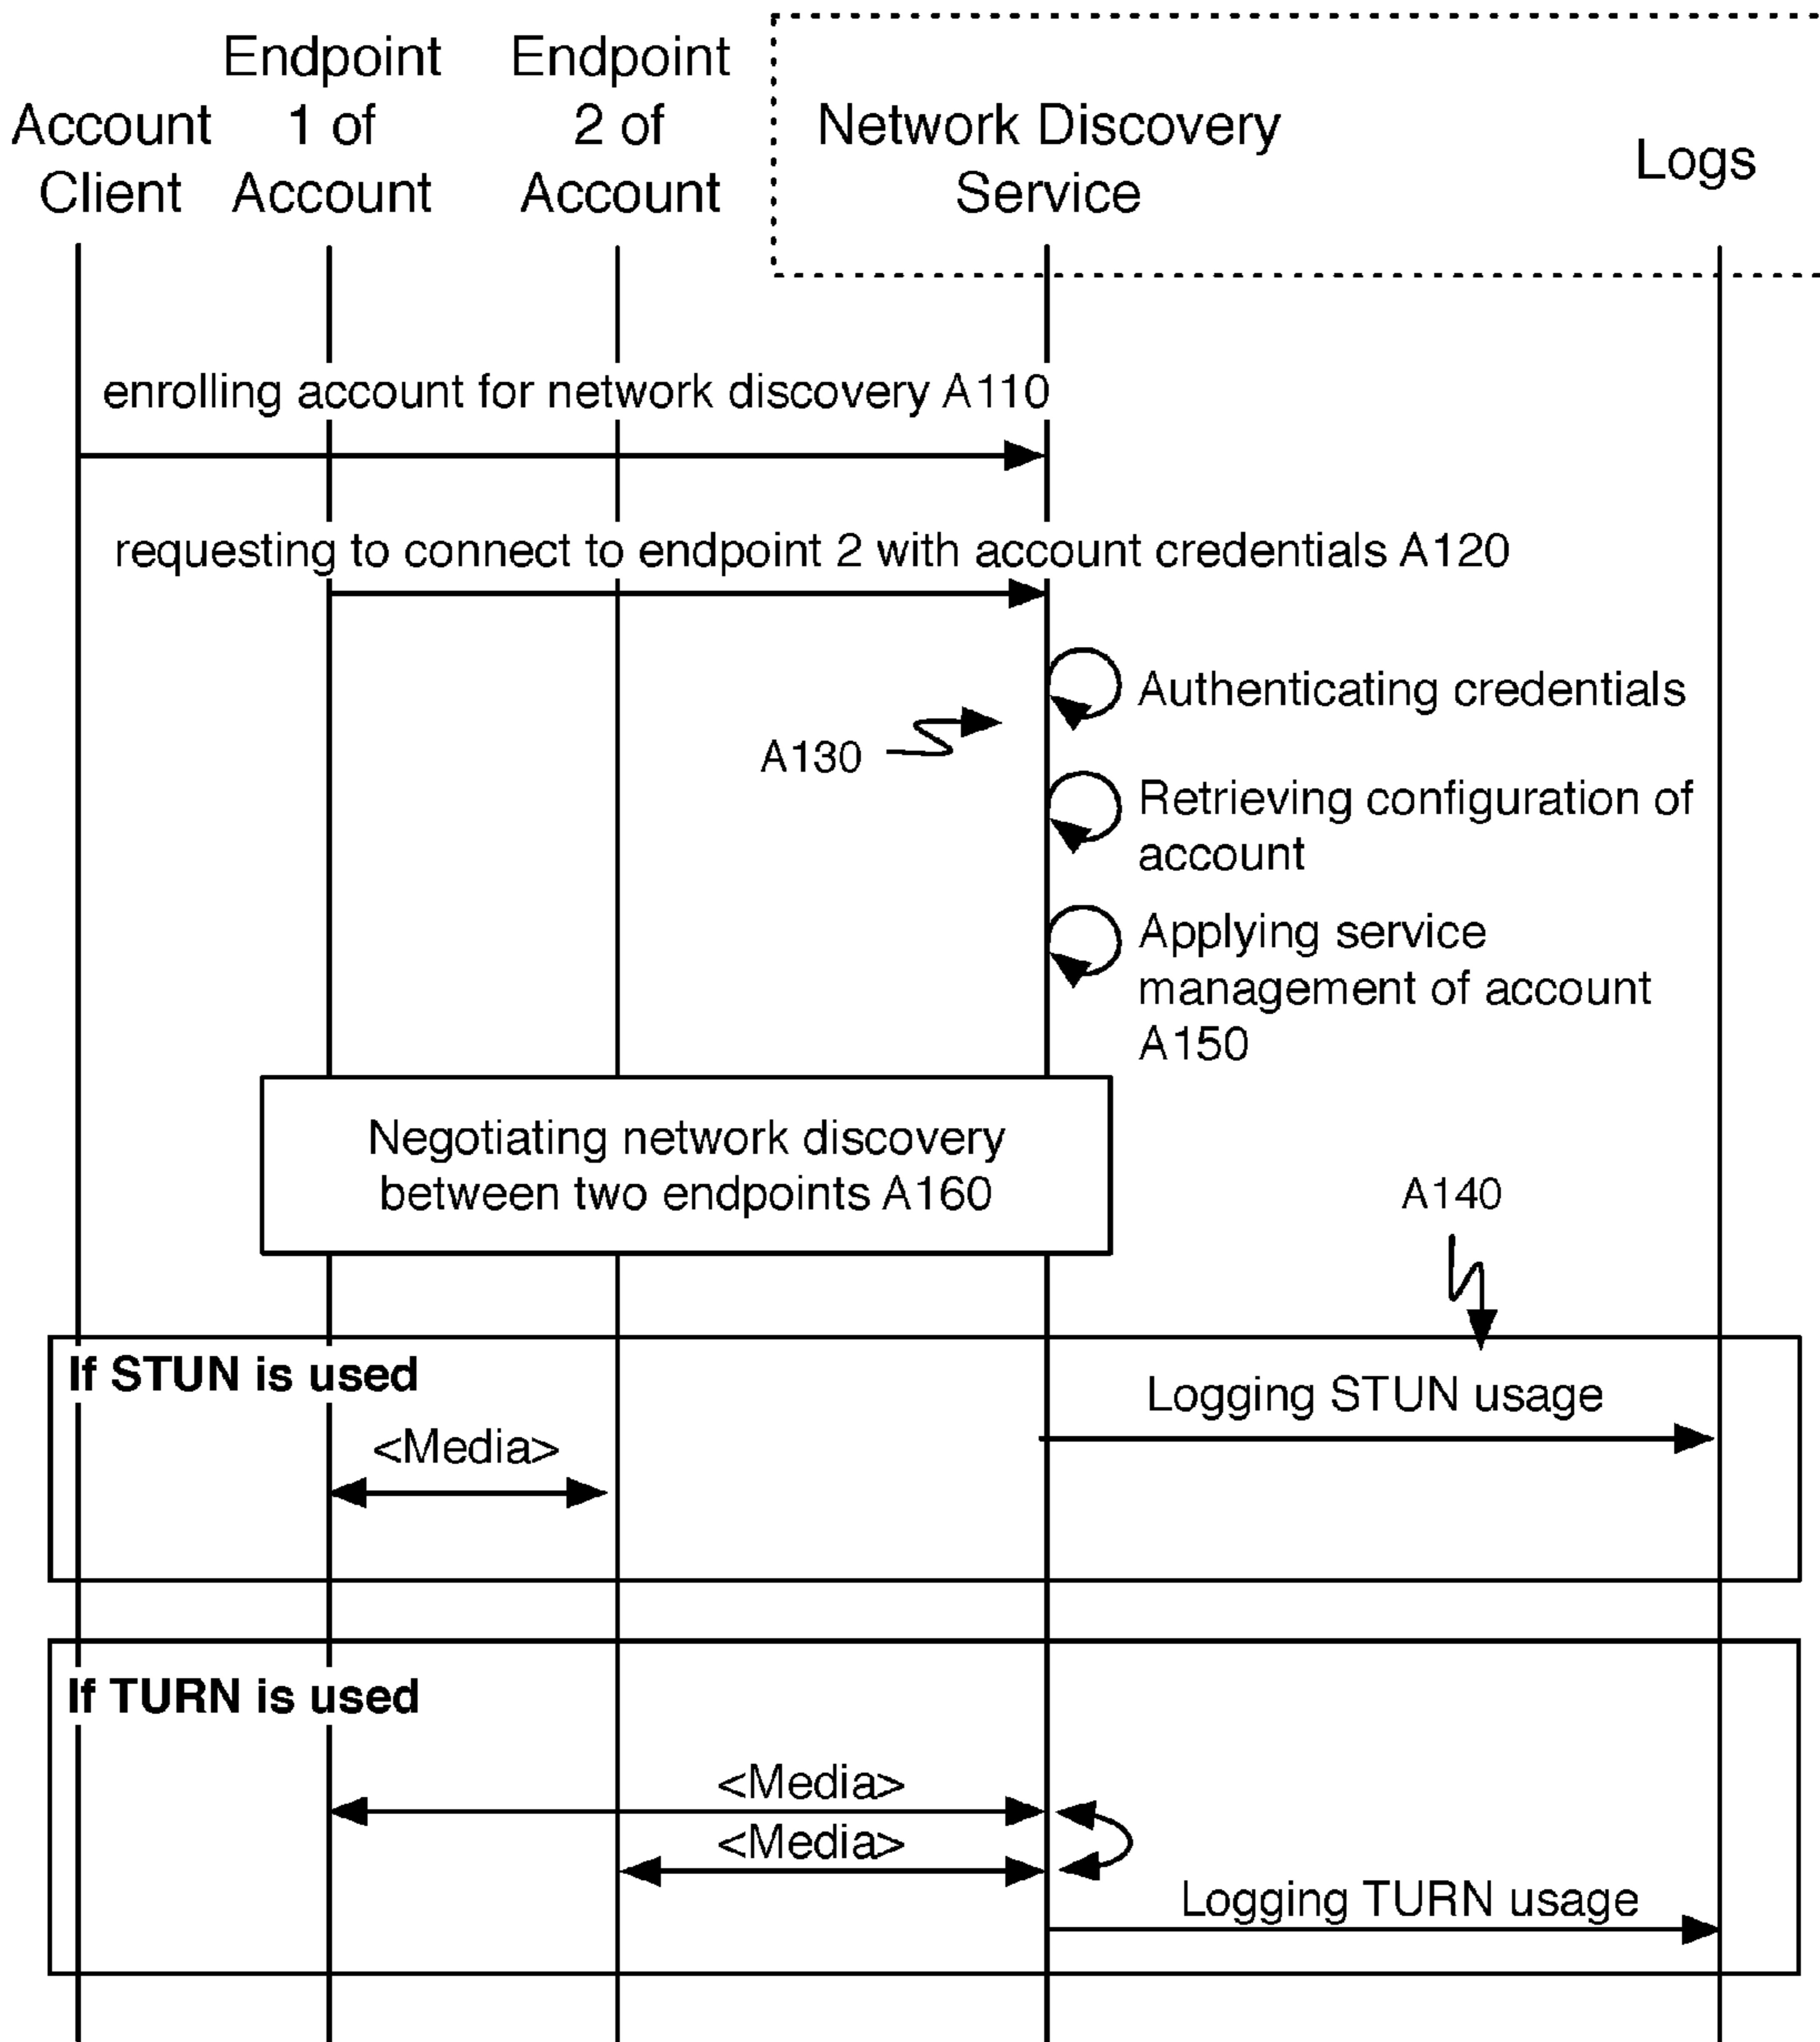 Account
Client
Endpoint
1 of
Account
Endpoint
2 of
Account
Network Discovery
Service
Logs
enrolling account for network discovery A110
requesting to connect to endpoint 2 with account credentials A120
Authenticating credentials
A130
Retrieving configuration of
account
Applying service
management of account
A150
Negotiating network discovery
between two endpoints A160
A140
If STUN is used
Logging STUN usage
<Media>
If TURN is used
<Media>
<Media>
Logging TURN usage